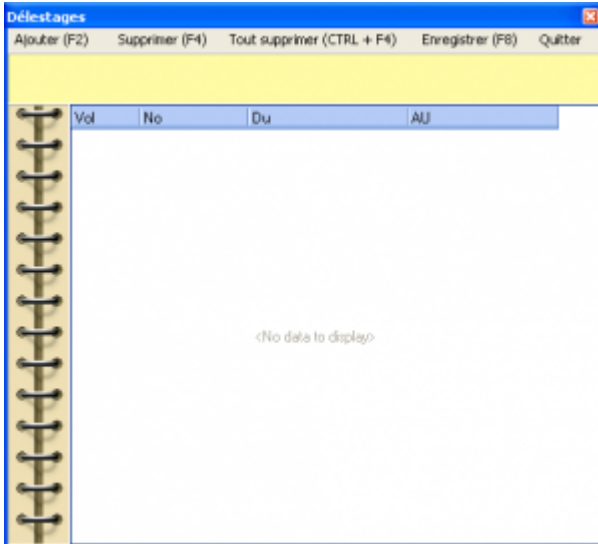 Délestages
Ajouter (F2) Supprimer (F4) Tout supprimer (CTRL + F4) Enregistrer (F8) Quitter
Vol No Du AU
<No data to display>